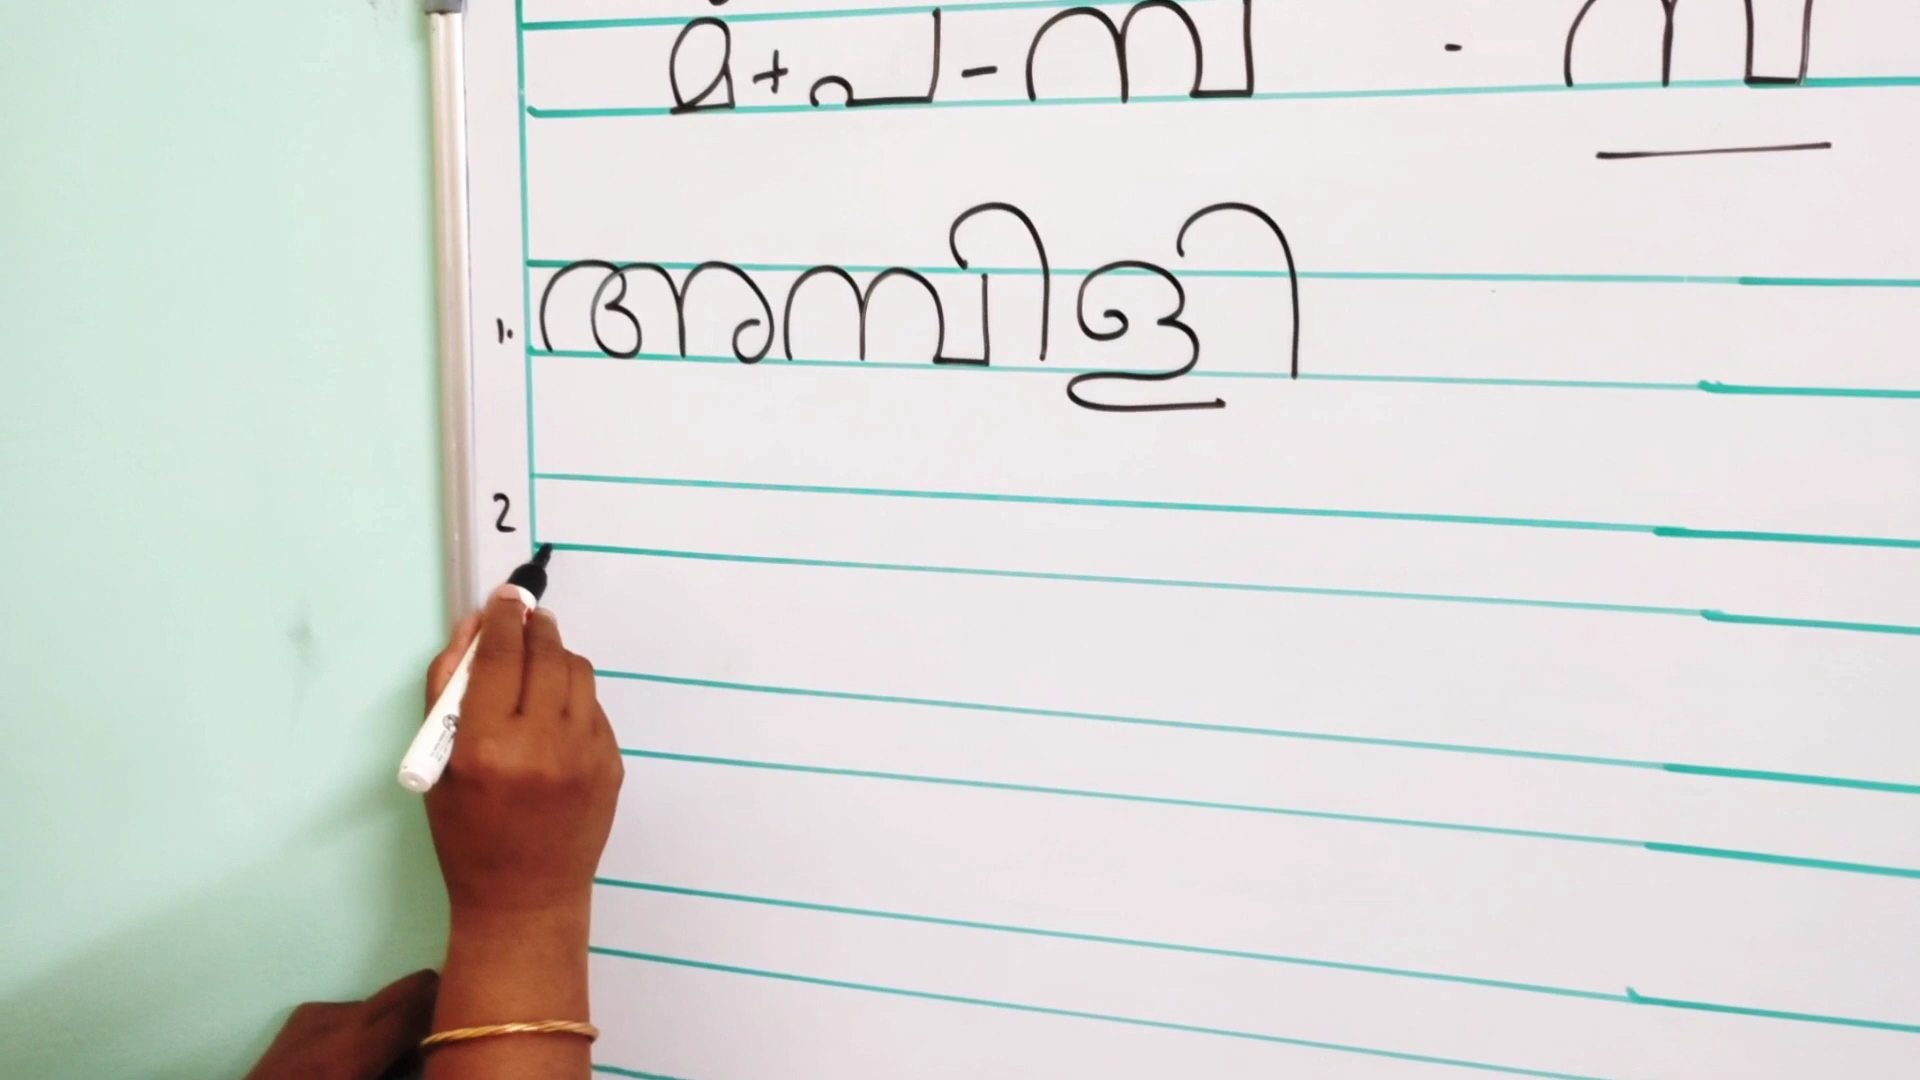 മ + പ - മ്പ - മ്പ
1. അമ്പിളി
2